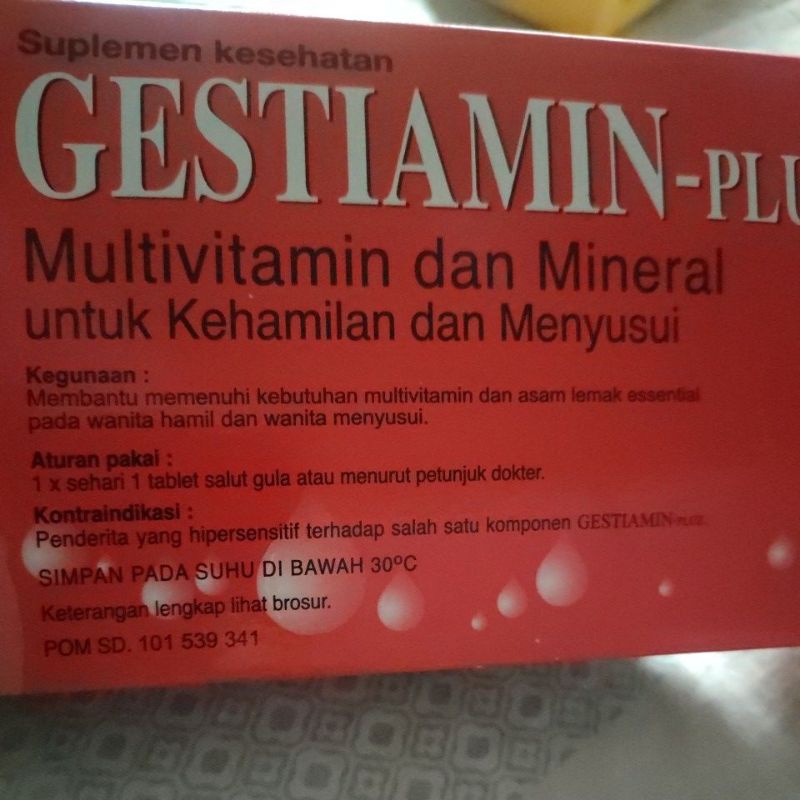 Suplemen kesehatan
GESTIAMIN-PLU
Multivitamin dan Mineral
untuk Kehamilan dan Menyusui
Kegunaan :
Membantu memenuhi kebutuhan multivitamin dan asam lemak essential
pada wanita hamil dan wanita menyusui.
Aturan pakai :
1 x sehari 1 tablet salut gula atau menurut petunjuk dokter.
Kontraindikasi :
Penderita yang hipersensitif terhadap salah satu komponen GESTIAMIN-
SIMPAN PADA SUHU DI BAWAH 30°C
Keterangan lengkap lihat brosur.
POM SD. 101 539 341